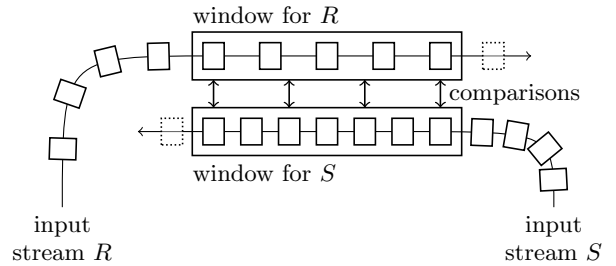 window for R
comparisons
window for S
input
stream R
input
stream S